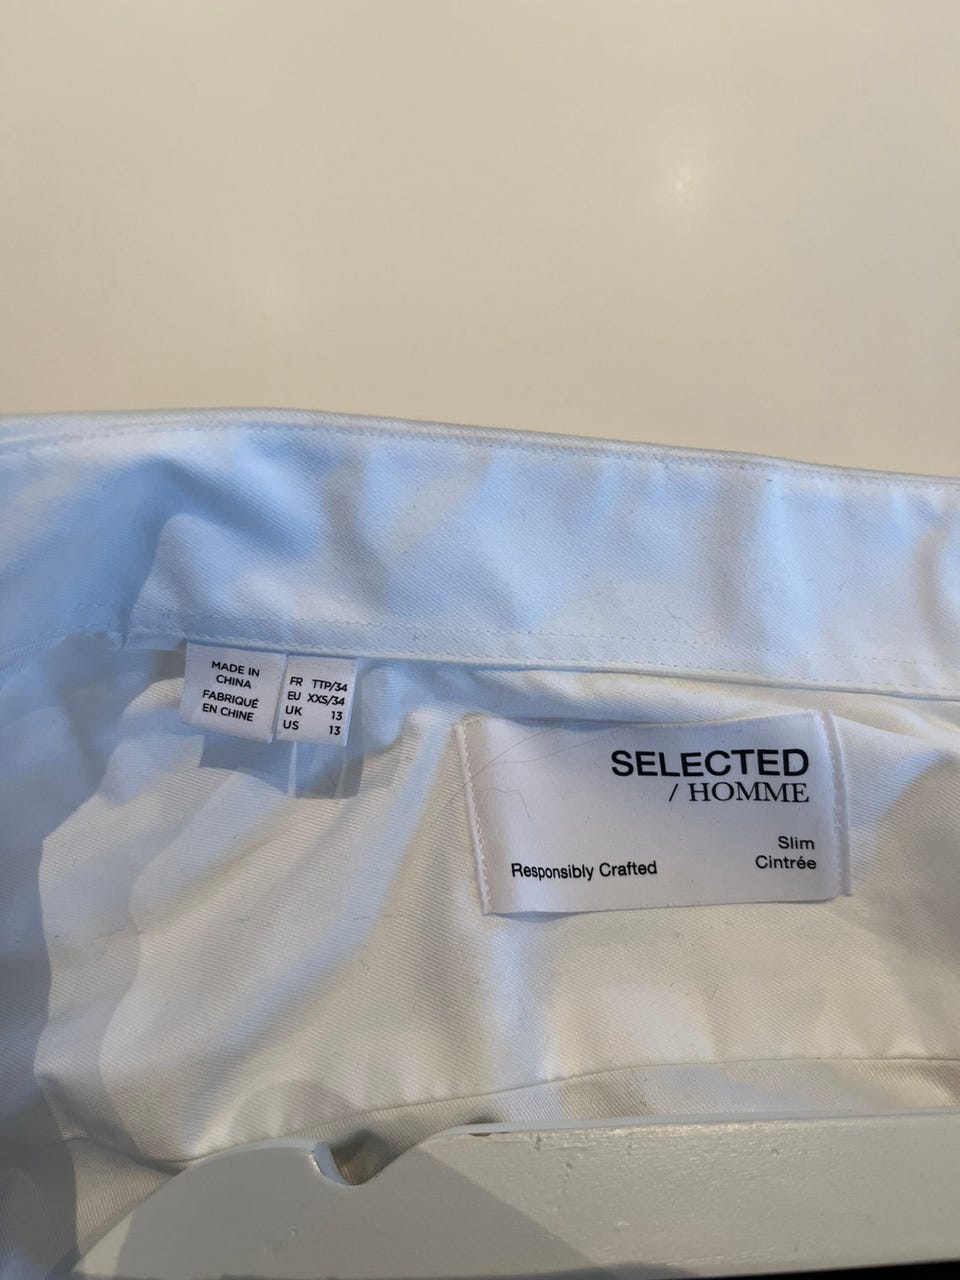 MADE IN
CHINA
FABRIQUÉ
EN CHINE
FR TTP/34
EU XXS/34
UK 13
US 13
SELECTED
/ HOMME
Slim
Cintrée
Responsibly Crafted